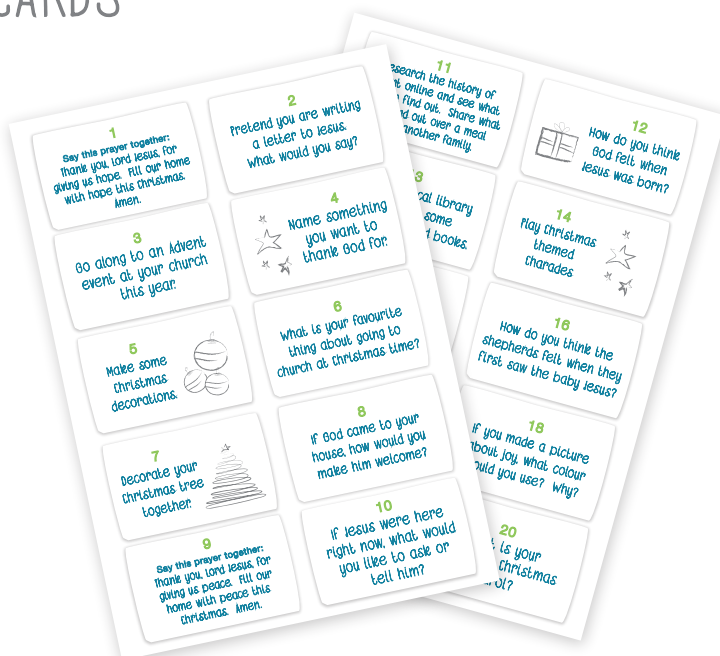 CARDS
1
Say this prayer together:
Thank you, Lord Jesus, for
giving us hope. Fill our home
with hope this Christmas.
Amen.
2
Pretend you are writing
a letter to Jesus.
What would you say?
3
Go along to an Advent
event at your church
this year.
4
Name something
you want to
thank God for.
5
Make some
Christmas
decorations.
6
What is your favourite
thing about going to
church at Christmas time?
7
Decorate your
Christmas tree
together.
8
If God came to your
house, how would you
make him welcome?
9
Say this prayer together:
Thank you, Lord Jesus, for
giving us peace. Fill our
home with peace this
Christmas. Amen.
10
If Jesus were here
right now, what would
you like to ask or
tell him?
11
the history of
online and see what
find out. Share what
out over a meal
another family.
12
How do you think
God felt when
Jesus was born?
library
some
books.
14
Play Christmas
themed
Charades
16
How do you think the
shepherds felt when they
first saw the baby Jesus?
18
If you made a picture
about joy, what colour
would you use? Why?
20
is your
Christmas